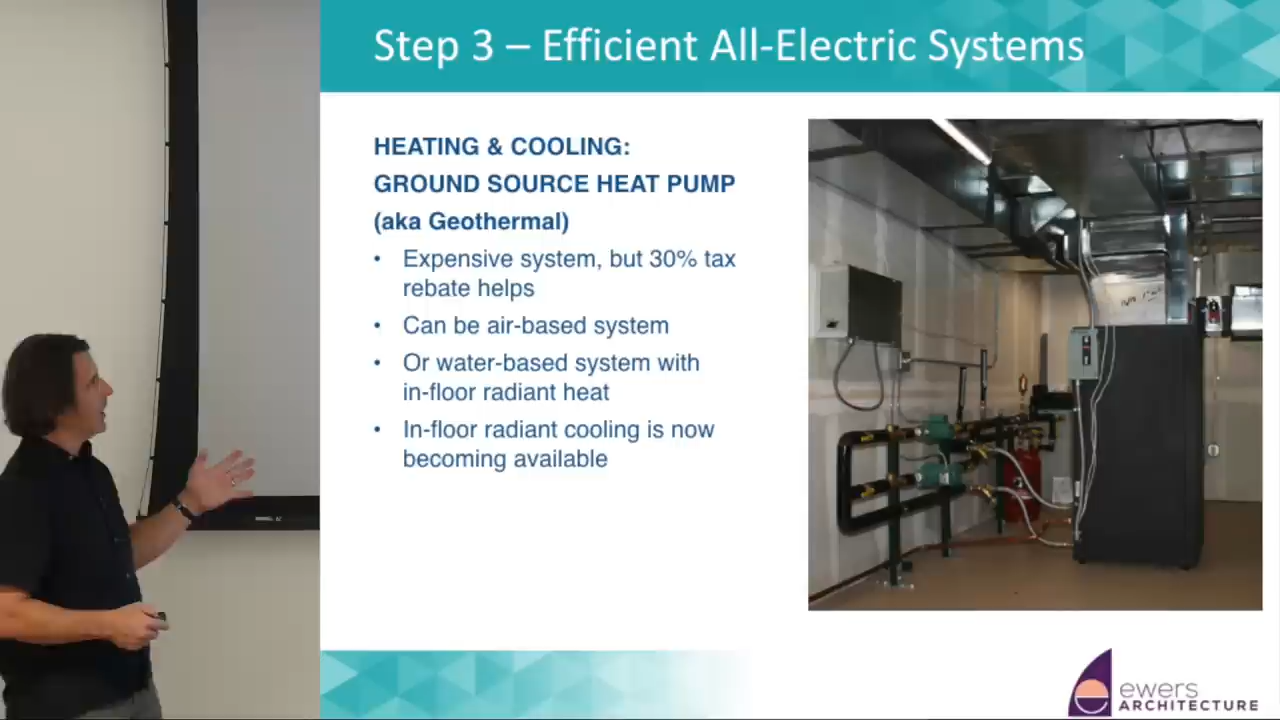 Step 3 – Efficient All-Electric Systems
HEATING & COOLING:
GROUND SOURCE HEAT PUMP
(aka Geothermal)
• Expensive system, but 30% tax
rebate helps
• Can be air-based system
• Or water-based system with
in-floor radiant heat
• In-floor radiant cooling is now
becoming available
ewers
ARCHITECTURE